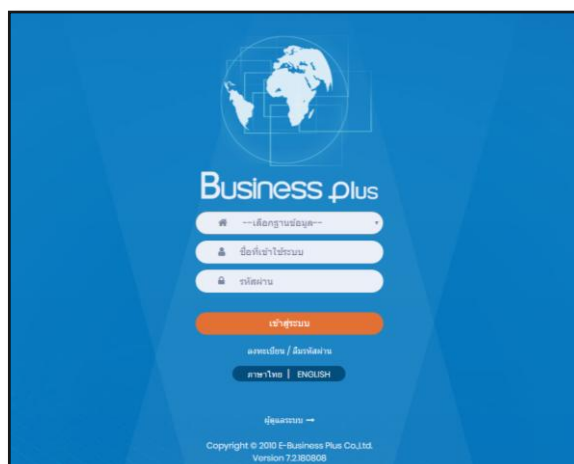 Business Plus
--เลือกฐานข้อมูล--
ชื่อที่เข้าใช้ระบบ
รหัสผ่าน
เข้าสู่ระบบ
ลงทะเบียน / ลืมรหัสผ่าน
ภาษาไทย | ENGLISH
ผู้ดูแลระบบ →
Copyright © 2010 E-Business Plus Co.,Ltd.
Version 7.2.180808